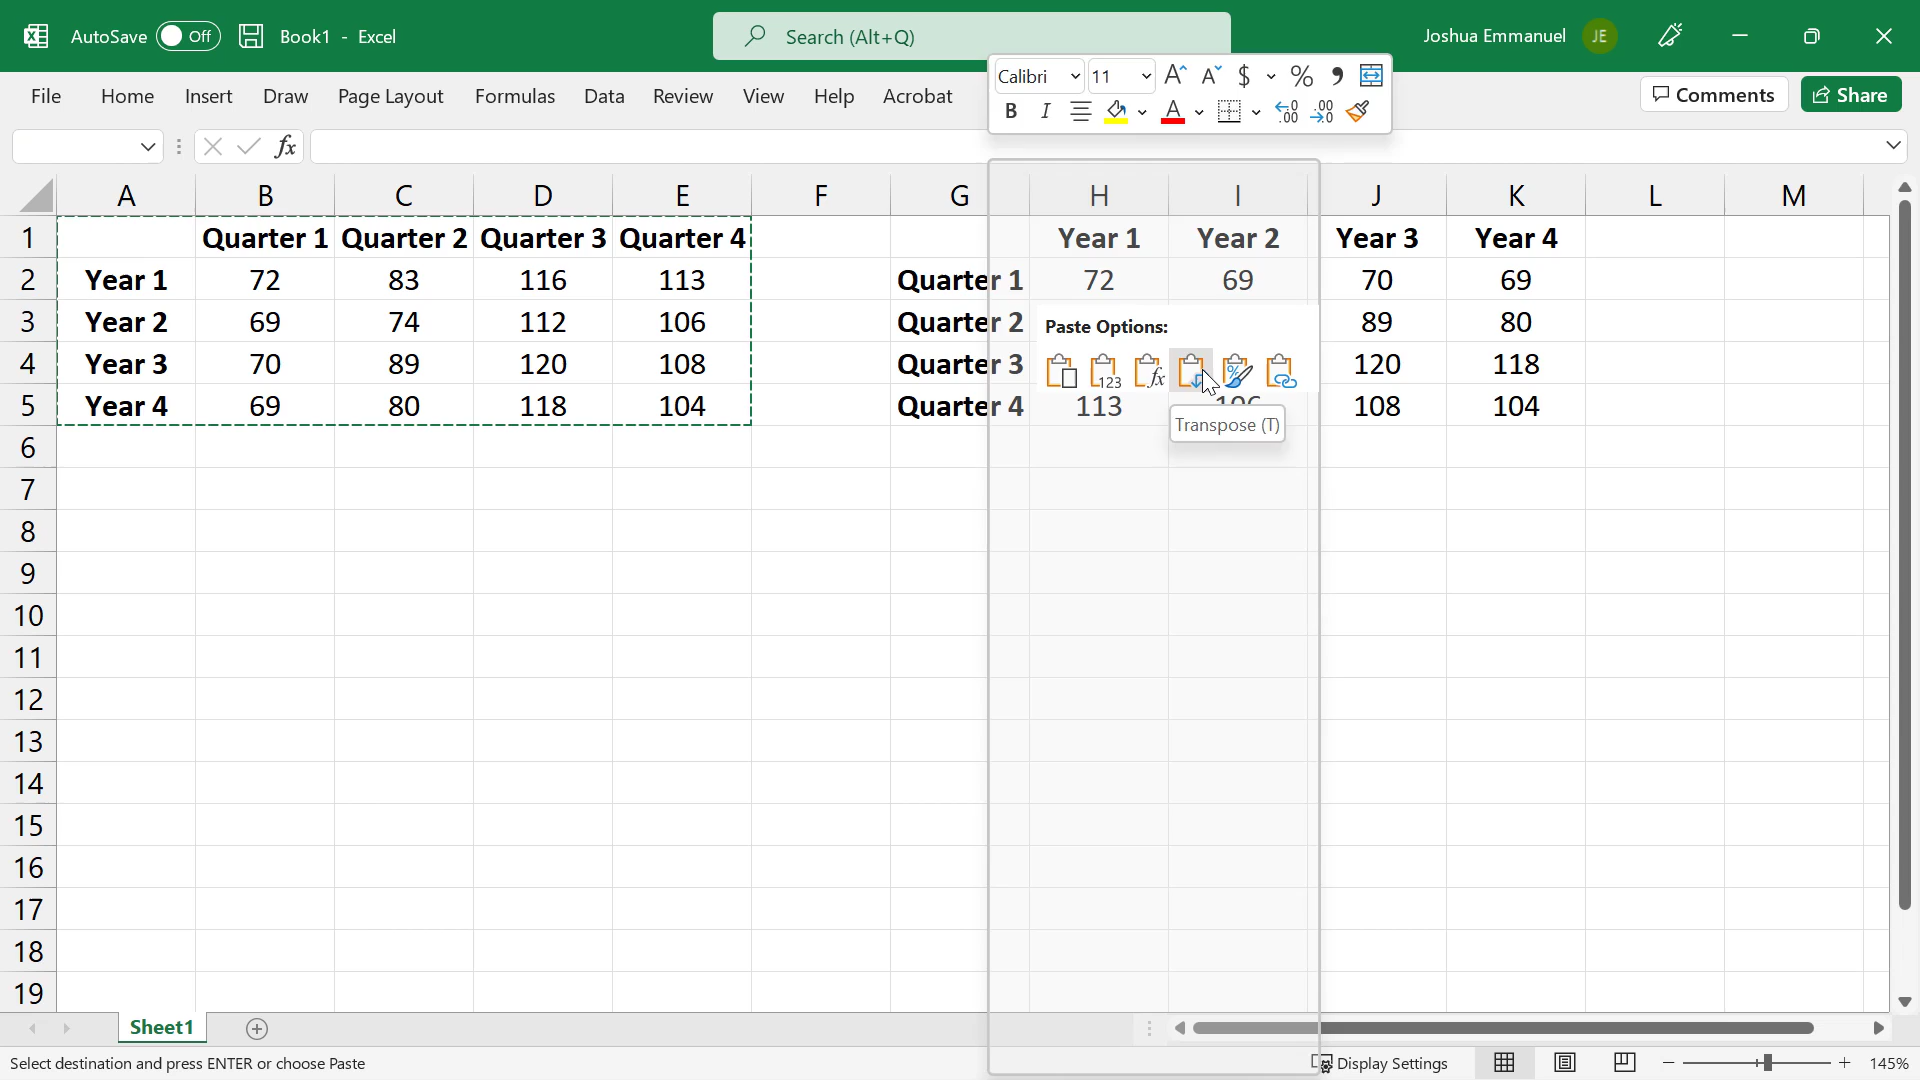 AutoSave Off Book1 - Excel Search (Alt+Q) Joshua Emmanuel JE
Calibri 11 $ % ,
File Home Insert Draw Page Layout Formulas Data Review View Help Acrobat Comments Share
B I A .00 .00
fx
A B C D E F G H I J K L M
1 Quarter 1 Quarter 2 Quarter 3 Quarter 4 Year 1 Year 2 Year 3 Year 4
2 Year 1 72 83 116 113 Quarter 1 72 69 70 69
3 Year 2 69 74 112 106 Quarter 2 Paste Options: 89 80
4 Year 3 70 89 120 108 Quarter 3 123 fx % 120 118
5 Year 4 69 80 118 104 Quarter 4 113 106 108 104
Transpose (T)
6
7
8
9
10
11
12
13
14
15
16
17
18
19
Sheet1
Select destination and press ENTER or choose Paste Display Settings 145%